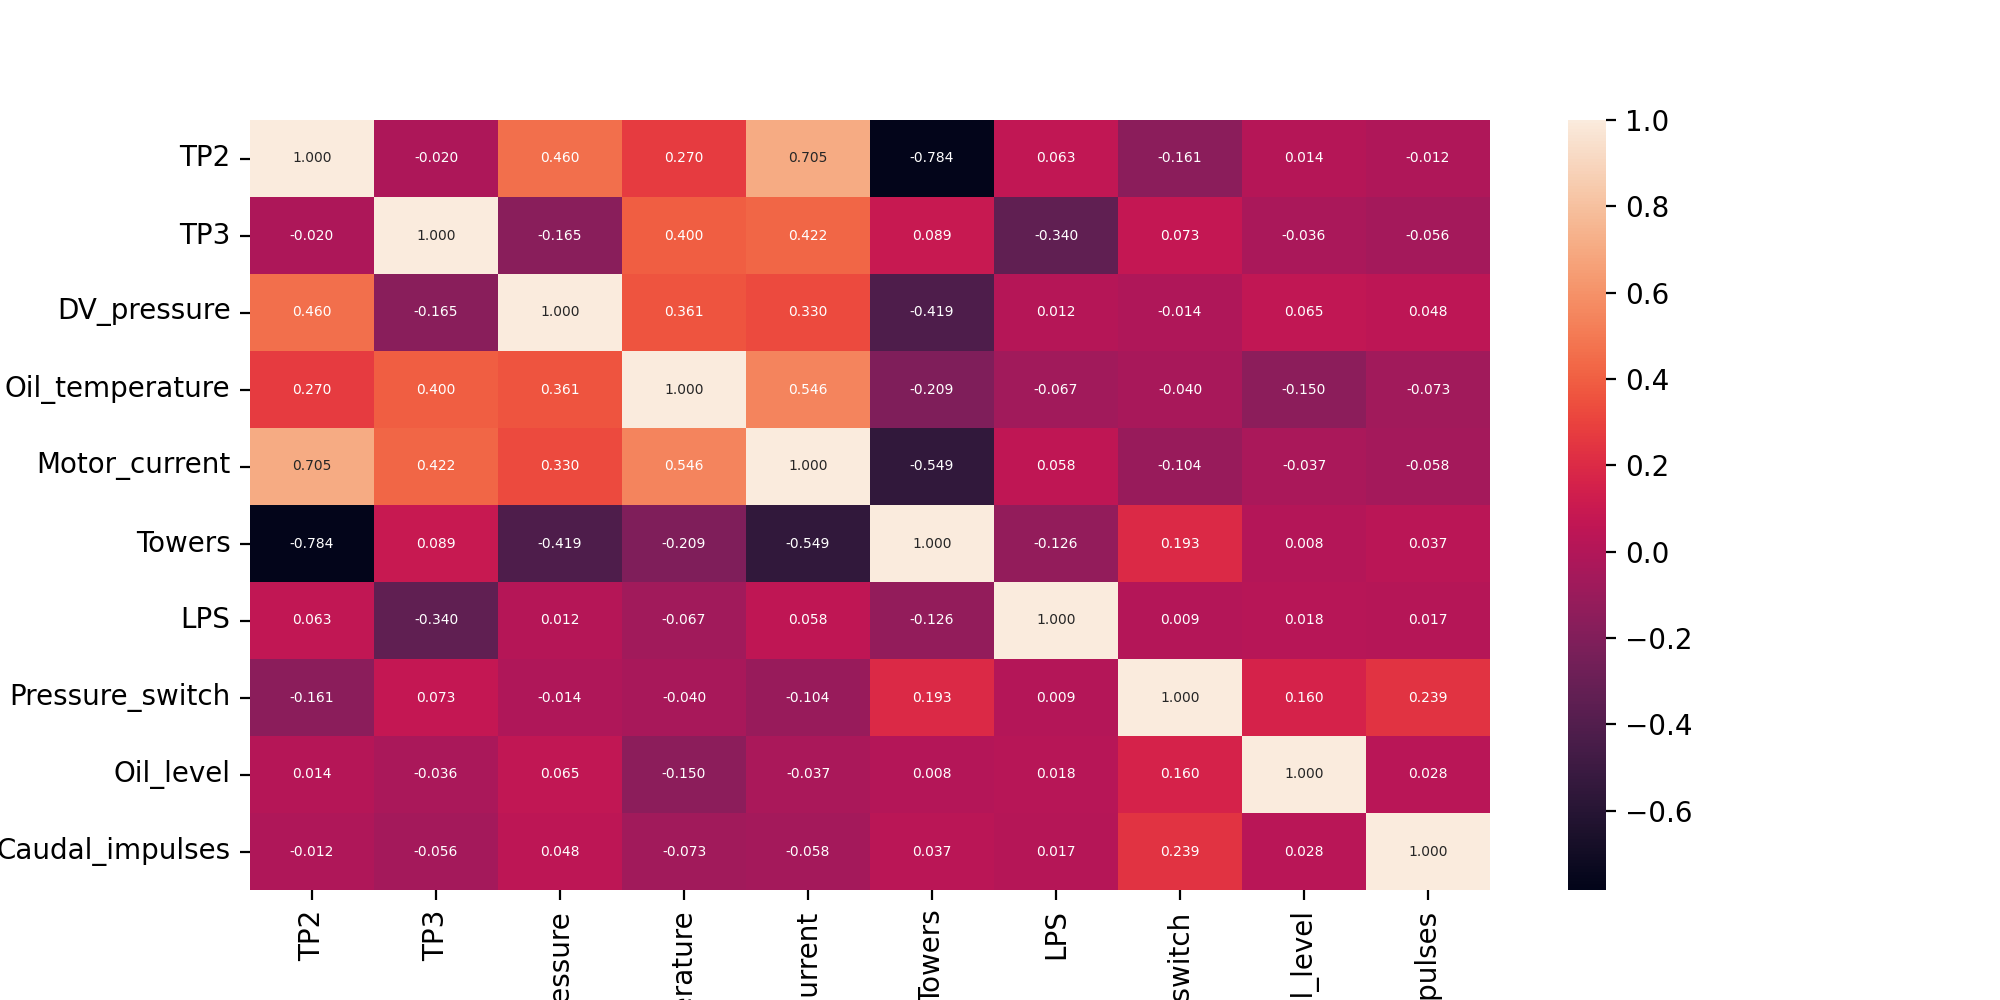 TP2 1.000 -0.020 0.460 0.270 0.705 -0.784 0.063 -0.161 0.014 -0.012
TP3 -0.020 1.000 -0.165 0.400 0.422 0.089 -0.340 0.073 -0.036 -0.056
DV_pressure 0.460 -0.165 1.000 0.361 0.330 -0.419 0.012 -0.014 0.065 0.048
Oil_temperature 0.270 0.400 0.361 1.000 0.546 -0.209 -0.067 -0.040 -0.150 -0.073
Motor_current 0.705 0.422 0.330 0.546 1.000 -0.549 0.058 -0.104 -0.037 -0.058
Towers -0.784 0.089 -0.419 -0.209 -0.549 1.000 -0.126 0.193 0.008 0.037
LPS 0.063 -0.340 0.012 -0.067 0.058 -0.126 1.000 0.009 0.018 0.017
Pressure_switch -0.161 0.073 -0.014 -0.040 -0.104 0.193 0.009 1.000 0.160 0.239
Oil_level 0.014 -0.036 0.065 -0.150 -0.037 0.008 0.018 0.160 1.000 0.028
Caudal_impulses -0.012 -0.056 0.048 -0.073 -0.058 0.037 0.017 0.239 0.028 1.000
TP2
TP3
essure
erature
urrent
Towers
LPS
switch
l_level
pulses
1.0
0.8
0.6
0.4
0.2
0.0
−0.2
−0.4
−0.6